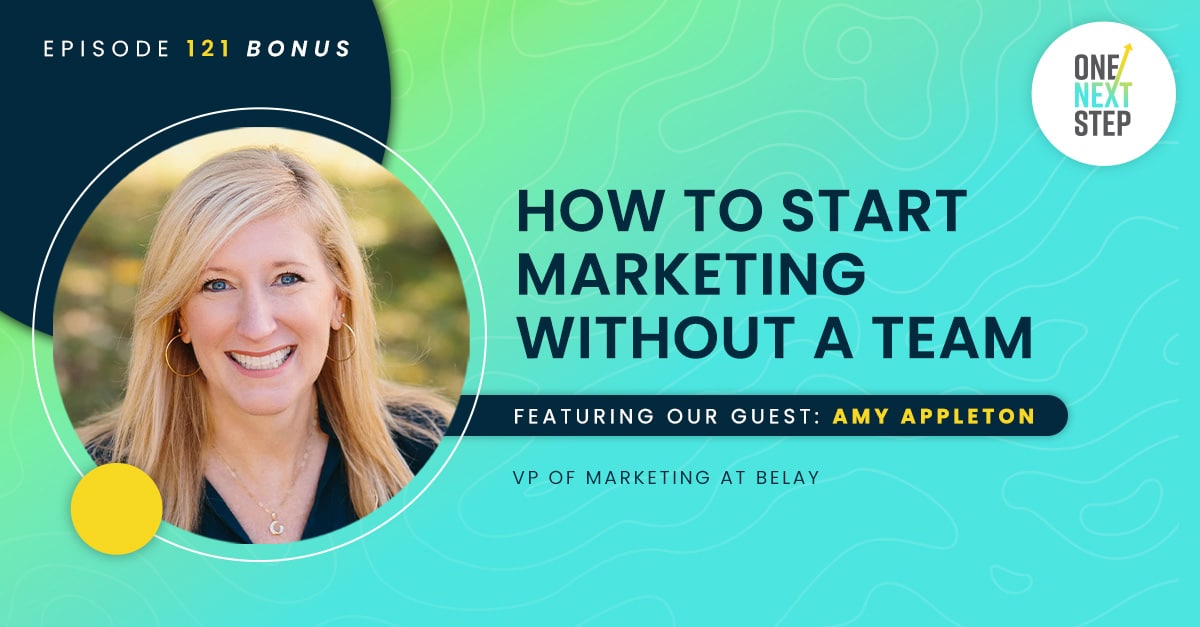 EPISODE 121 BONUS
ONE
NEXT
STEP
HOW TO START
MARKETING
WITHOUT A TEAM
FEATURING OUR GUEST: AMY APPLETON
VP OF MARKETING AT BELAY